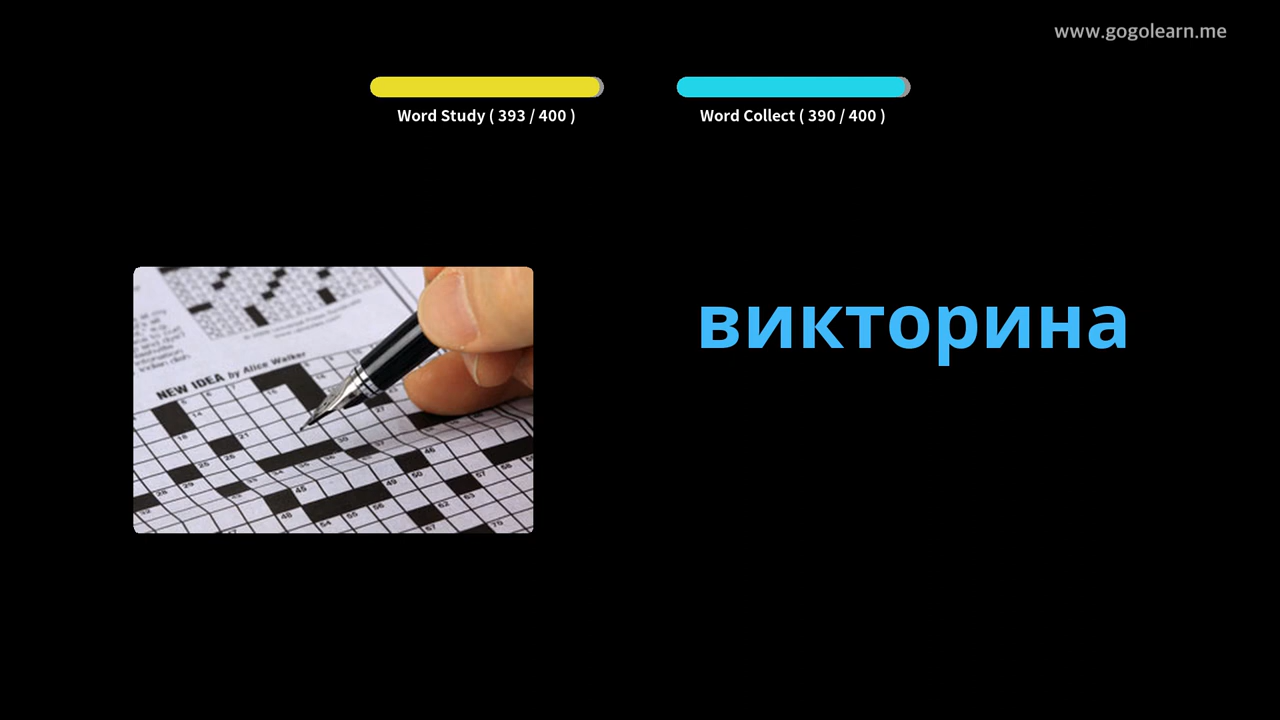 www.gogolearn.me
Word Study ( 393 / 400 )
Word Collect ( 390 / 400 )
викторина
NEW IDEA by Alice Walker